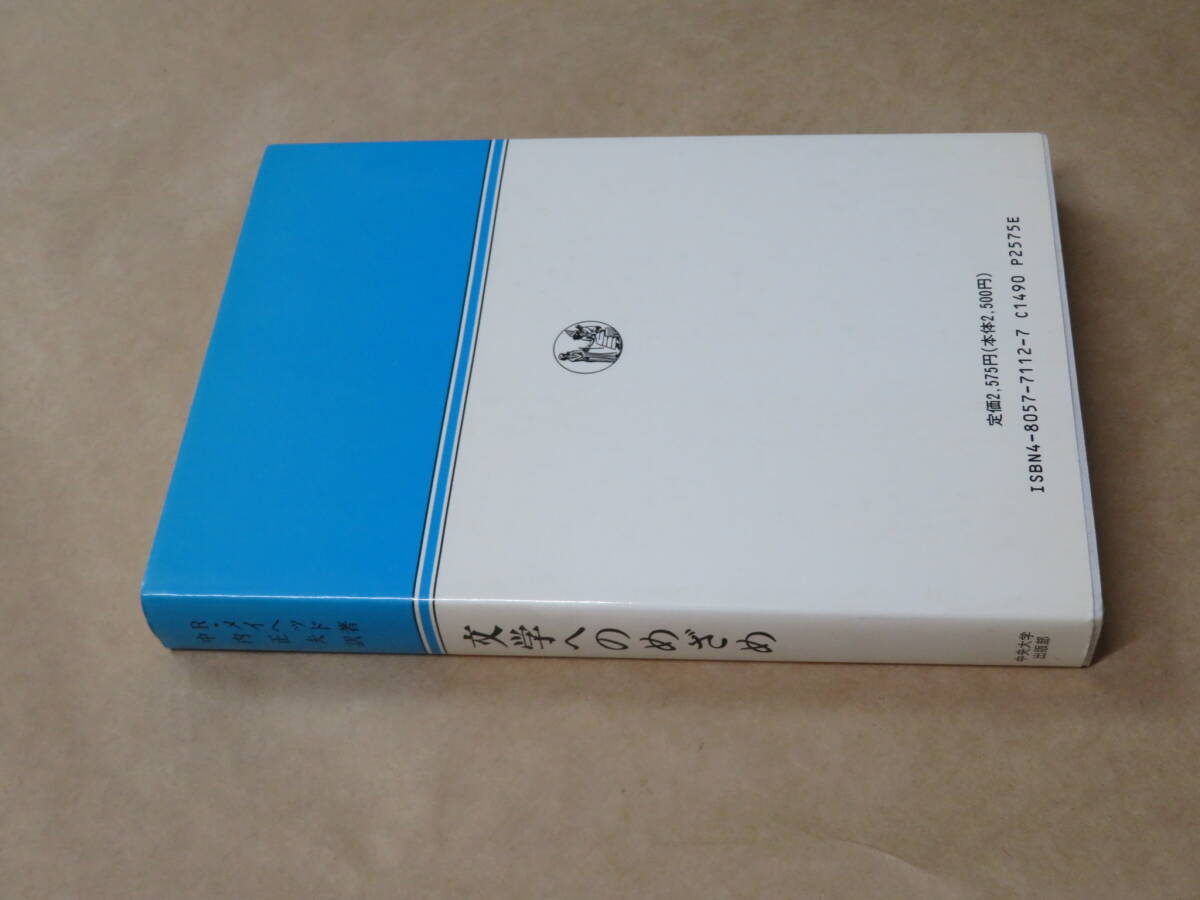 R・メイヘッド著
中内正夫訳
文学へのめざめ
中央大学
出版部
定価2,575円(本体2,500円)
ISBN4-8057-7112-7 C1490 P2575E